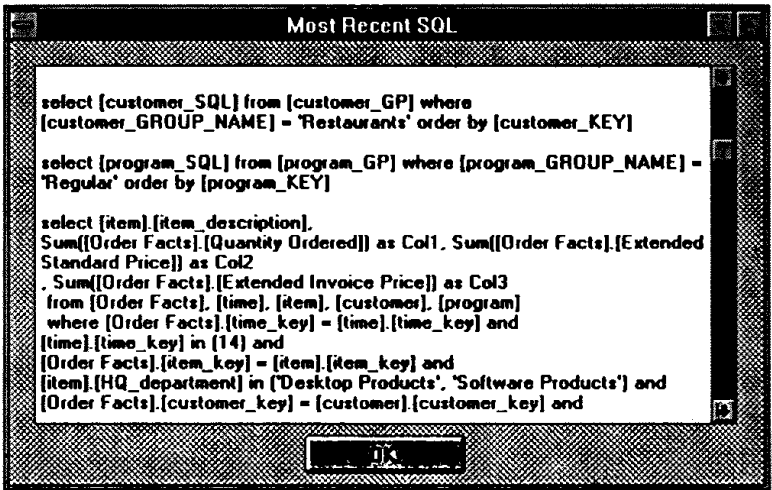 Most Recent SQL
select [customer_SQL] from [customer_GP] where
[customer_GROUP_NAME] = 'Restaurants' order by [customer_KEY]
select [program_SQL] from [program_GP] where [program_GROUP_NAME] =
'Regular' order by [program_KEY]
select [item].[item_description],
Sum([Order Facts].[Quantity Ordered]) as Col1, Sum([Order Facts].[Extended
Standard Price]) as Col2
, Sum([Order Facts].[Extended Invoice Price]) as Col3
from [Order Facts], [time], [item], [customer], [program]
where [Order Facts].[time_key] = [time].[time_key] and
[time].[time_key] in (14) and
[Order Facts].[item_key] = [item].[item_key] and
[item].[HQ_department] in ('Desktop Products', 'Software Products') and
[Order Facts].[customer_key] = [customer].[customer_key] and
OK